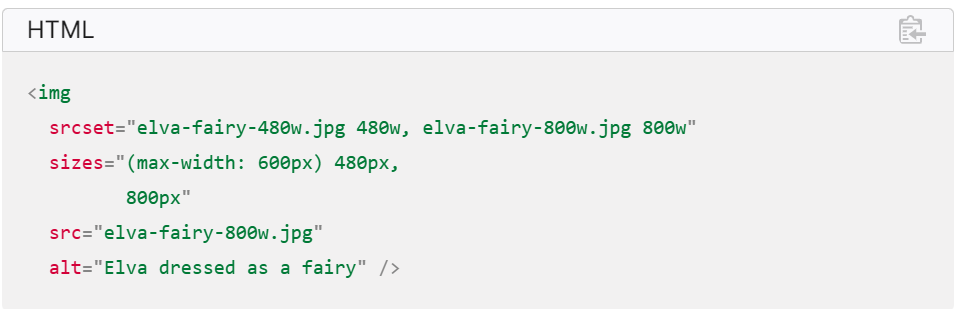 HTML
<img
  srcset="elva-fairy-480w.jpg 480w, elva-fairy-800w.jpg 800w"
  sizes="(max-width: 600px) 480px,
         800px"
  src="elva-fairy-800w.jpg"
  alt="Elva dressed as a fairy" />